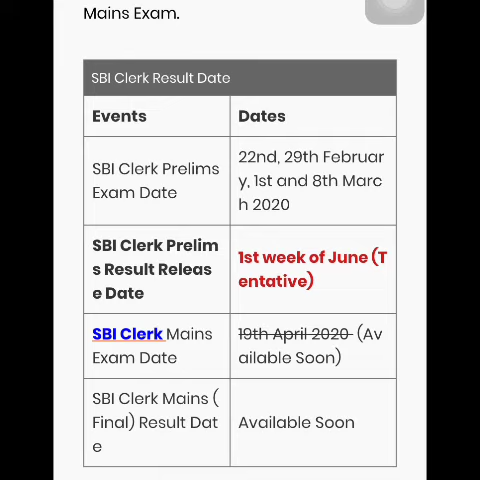 Mains Exam.
SBI Clerk Result Date
Events Dates
SBI Clerk Prelims
Exam Date
22nd, 29th Februar
y, 1st and 8th Marc
h 2020
SBI Clerk Prelim
s Result Releas
e Date
1st week of June (T
entative)
SBI Clerk Mains
Exam Date
19th April 2020 (Av
ailable Soon)
SBI Clerk Mains (
Final) Result Dat
e
Available Soon